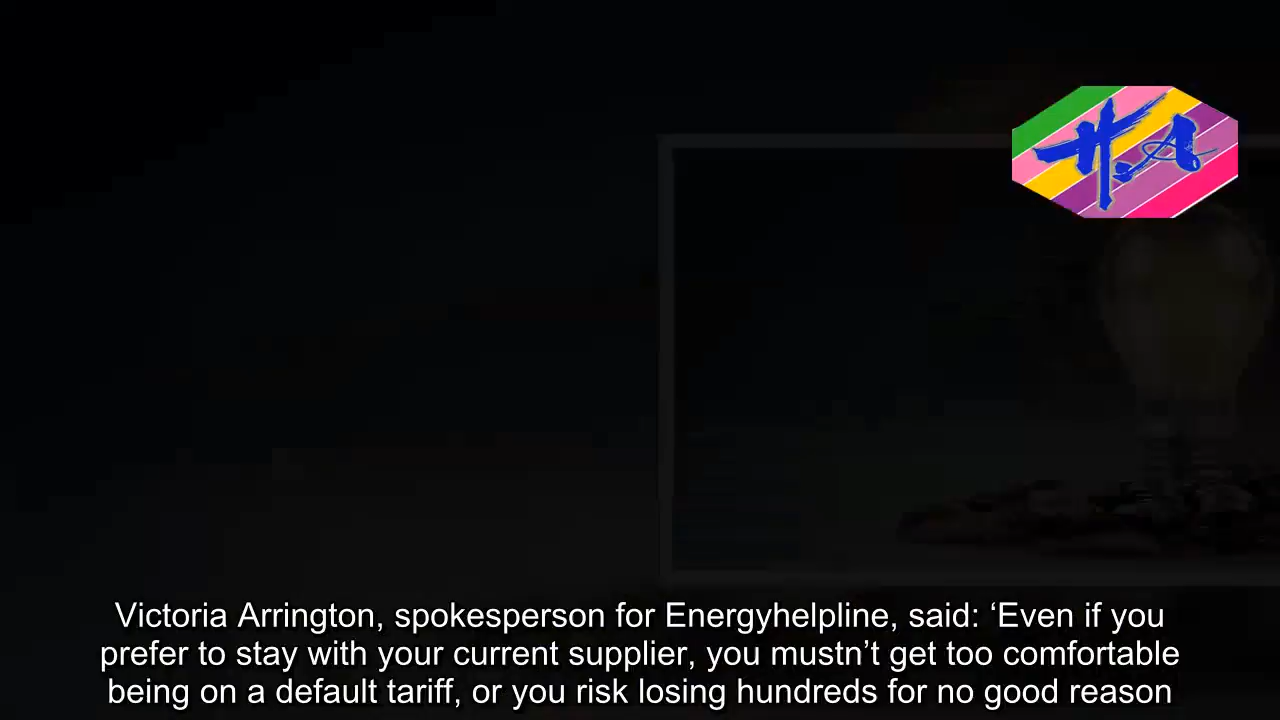 H.A
Victoria Arrington, spokesperson for Energyhelpline, said: ‘Even if you
prefer to stay with your current supplier, you mustn’t get too comfortable
being on a default tariff, or you risk losing hundreds for no good reason